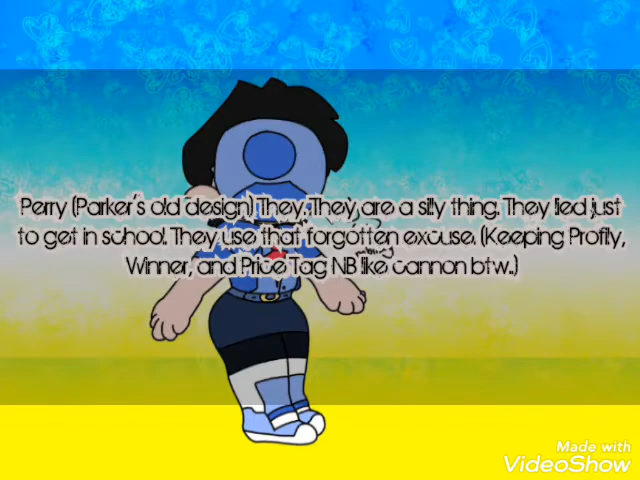 Perry (Parker's old design) They. They are a silly thing. They lied just
to get in school. They use that forgotten excuse. (Keeping Profily,
Winner, and Price Tag NB like cannon btw.)
Made with
VideoShow